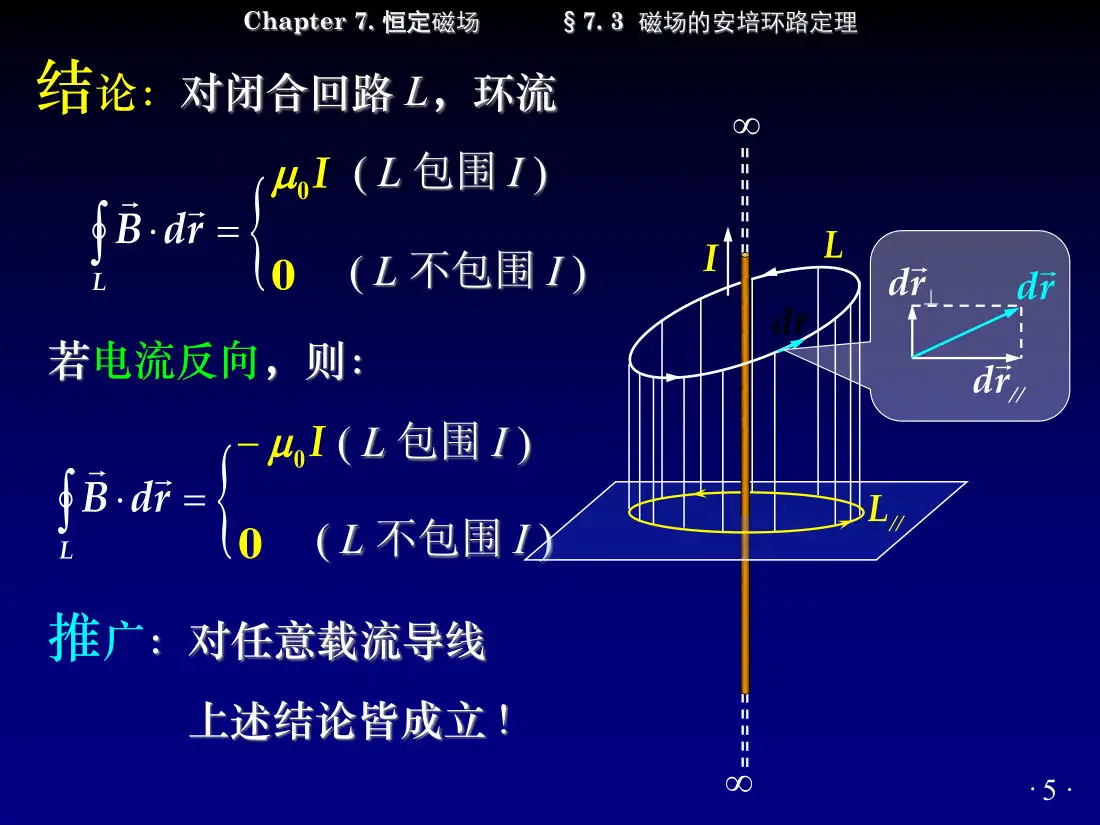 Chapter 7. 恒定磁场 §7. 3 磁场的安培环路定理
结论：对闭合回路 L，环流
∮_L B⃗ · dr⃗ = { μ₀I ( L 包围 I )
0 ( L 不包围 I )
若电流反向，则：
∮_L B⃗ · dr⃗ = { − μ₀I ( L 包围 I )
0 ( L 不包围 I )
推广：对任意载流导线
上述结论皆成立！
∞
I
L
dr⃗
dr⃗⊥
dr⃗
dr⃗//
L//
∞
· 5 ·